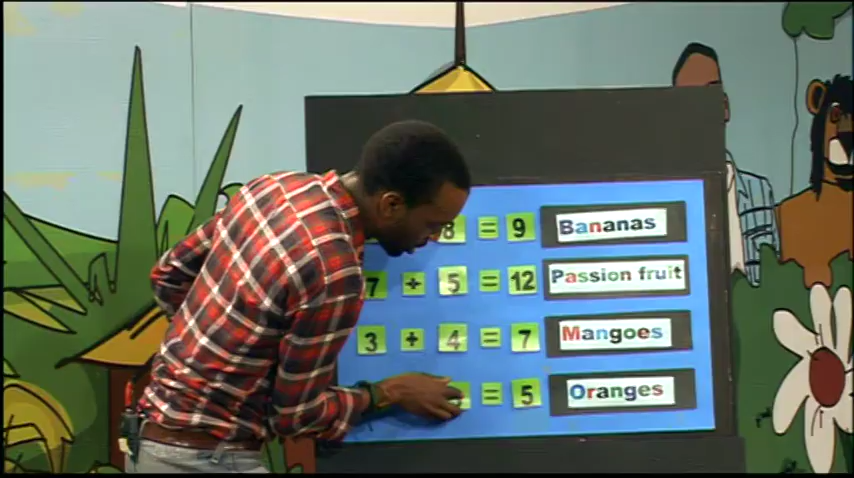 8 = 9 Bananas
7 + 5 = 12 Passion fruit
3 + 4 = 7 Mangoes
= 5 Oranges